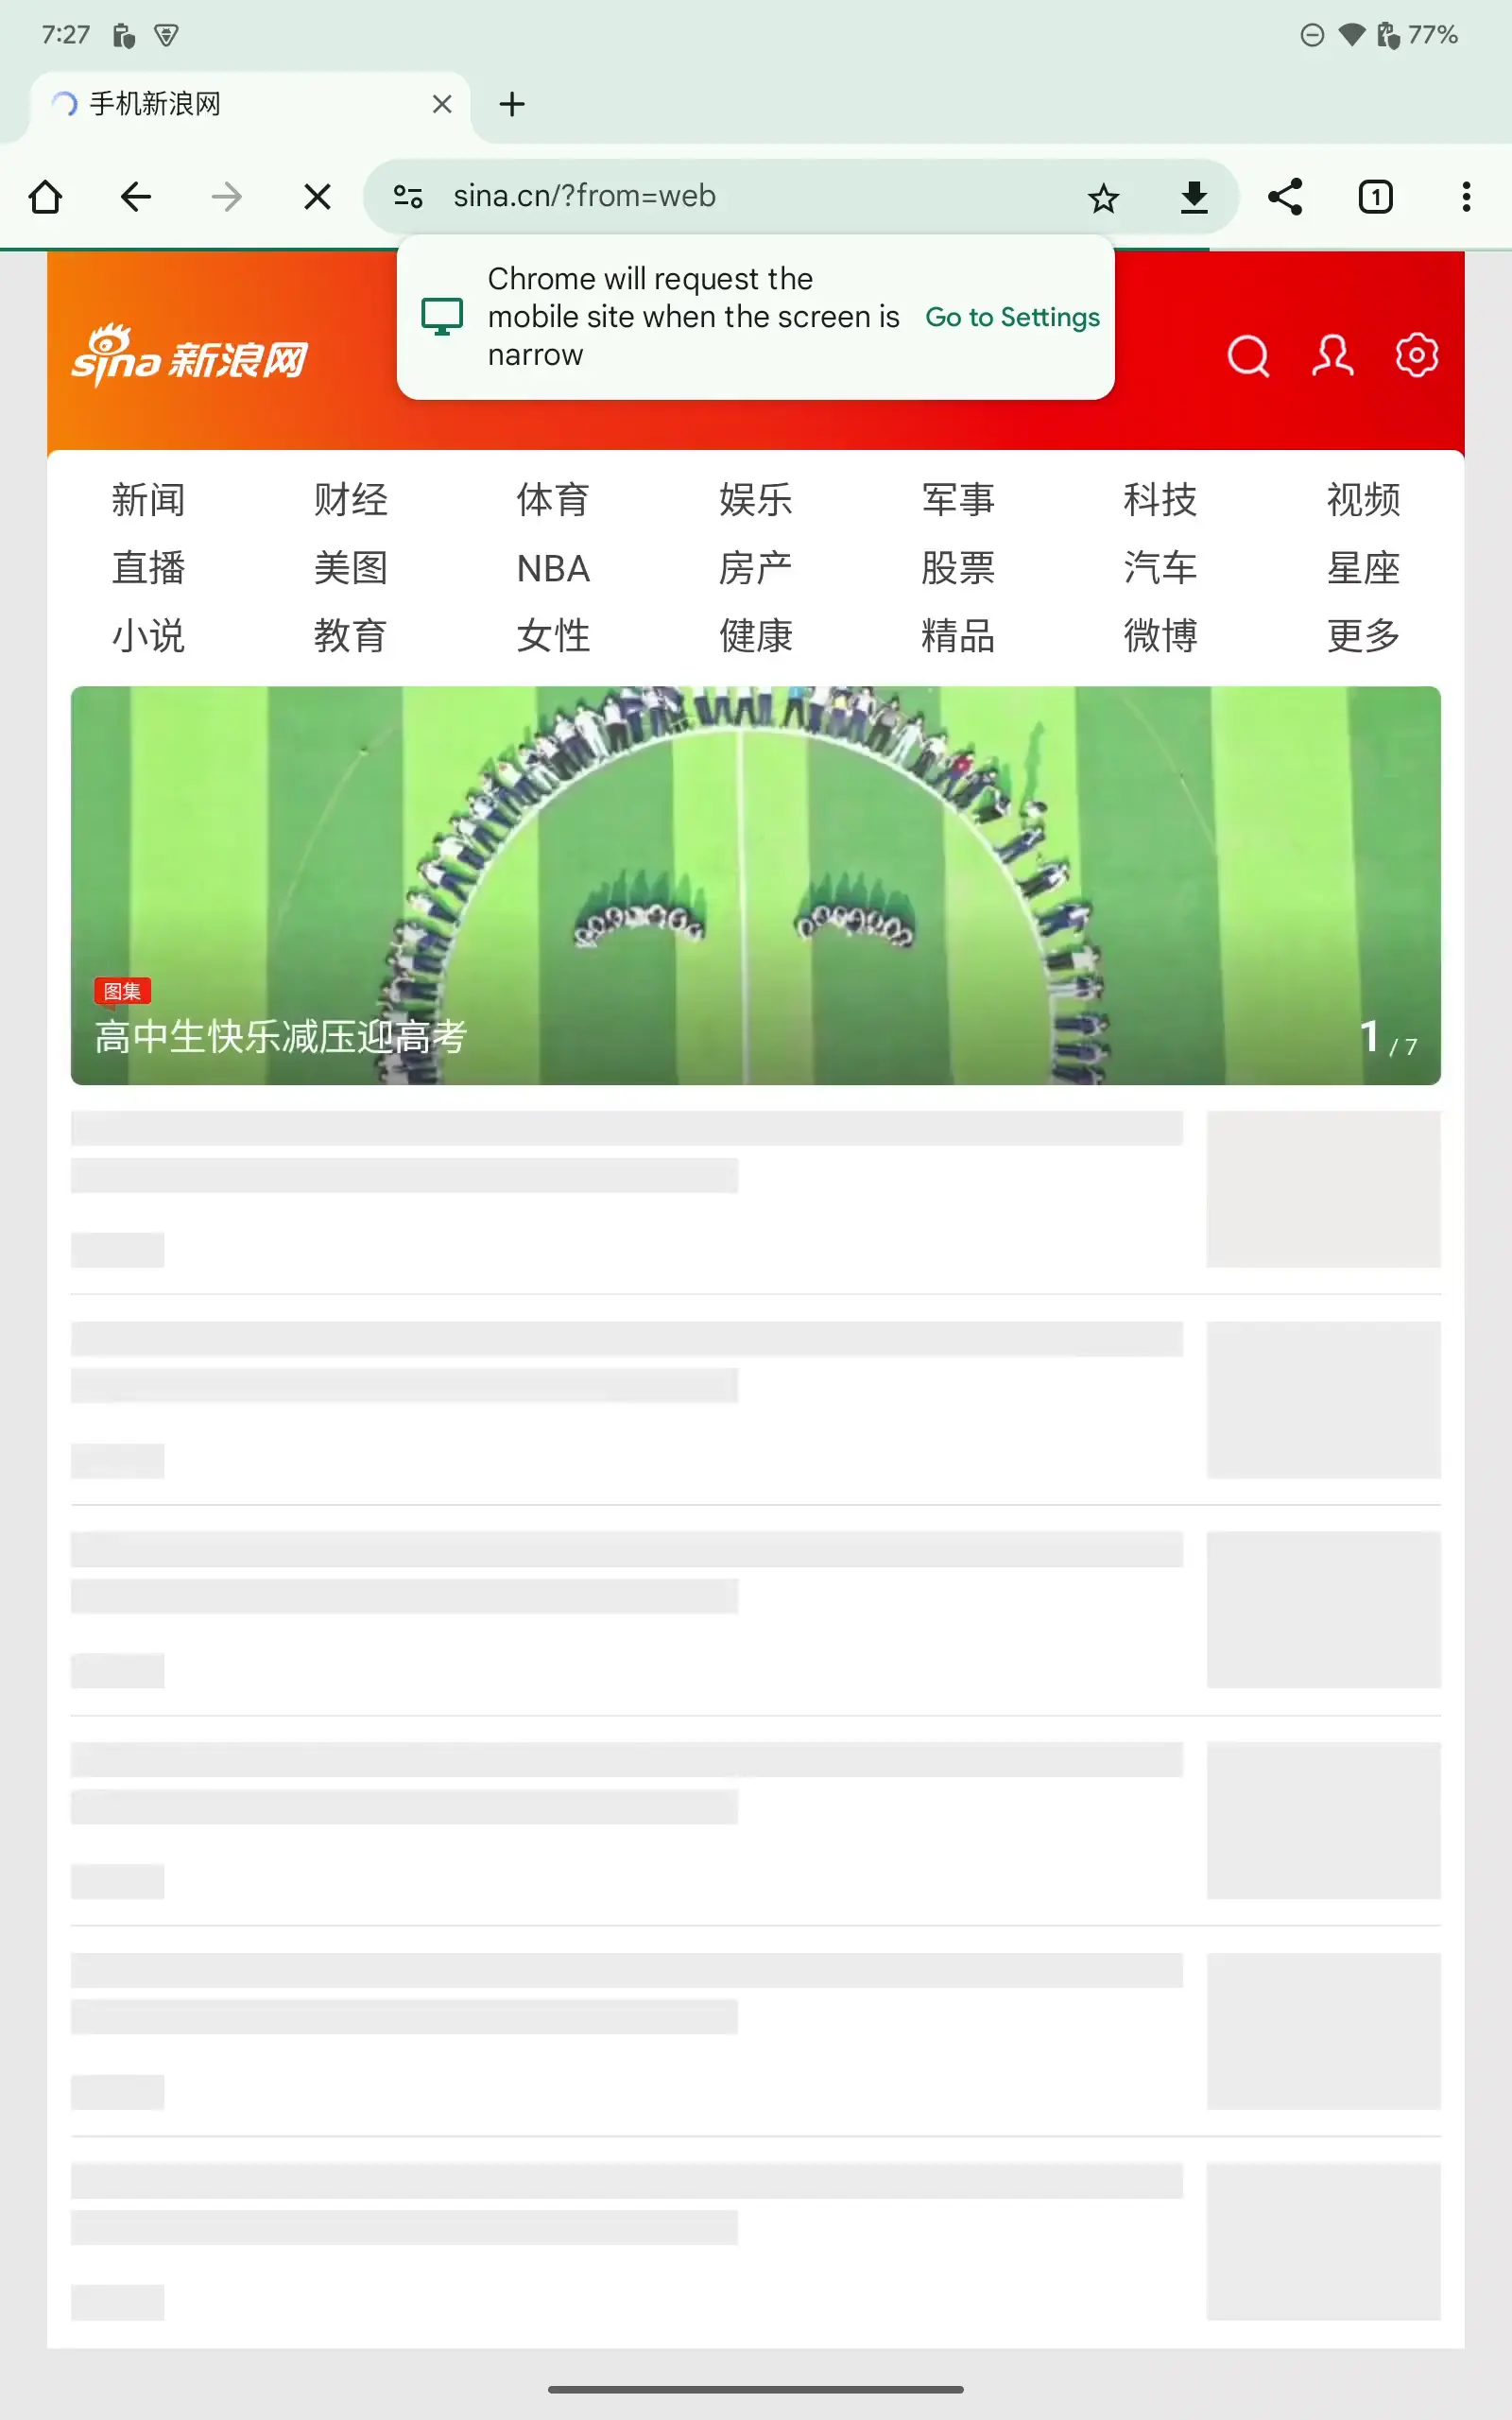 7:27
77%
手机新浪网
sina.cn/?from=web
1
Chrome will request the
mobile site when the screen is
narrow
Go to Settings
sina 新浪网
新闻 财经 体育 娱乐 军事 科技 视频
直播 美图 NBA 房产 股票 汽车 星座
小说 教育 女性 健康 精品 微博 更多
图集
高中生快乐减压迎高考
1 / 7